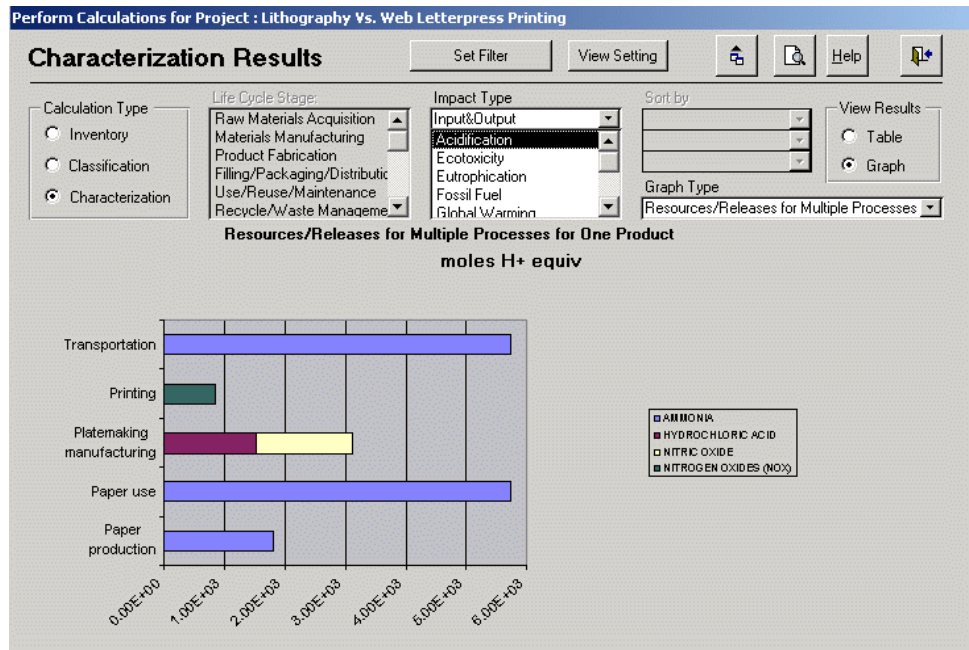 Perform Calculations for Project : Lithography Vs. Web Letterpress Printing
Characterization Results
Set Filter
View Setting
Help
Calculation Type
Inventory
Classification
Characterization
Life Cycle Stage:
Raw Materials Acquisition
Materials Manufacturing
Product Fabrication
Filling/Packaging/Distributic
Use/Reuse/Maintenance
Recycle/Waste Manageme
Impact Type
Input&Output
Acidification
Ecotoxicity
Eutrophication
Fossil Fuel
Global Warming
Sort by
View Results
Table
Graph
Graph Type
Resources/Releases for Multiple Processes
Resources/Releases for Multiple Processes for One Product
moles H+ equiv
Transportation
Printing
Platemaking
manufacturing
Paper use
Paper
production
0.00E+00
1.00E+03
2.00E+03
3.00E+03
4.00E+03
5.00E+03
6.00E+03
AMMONIA
HYDROCHLORIC ACID
NITRIC OXIDE
NITROGEN OXIDES (NOX)